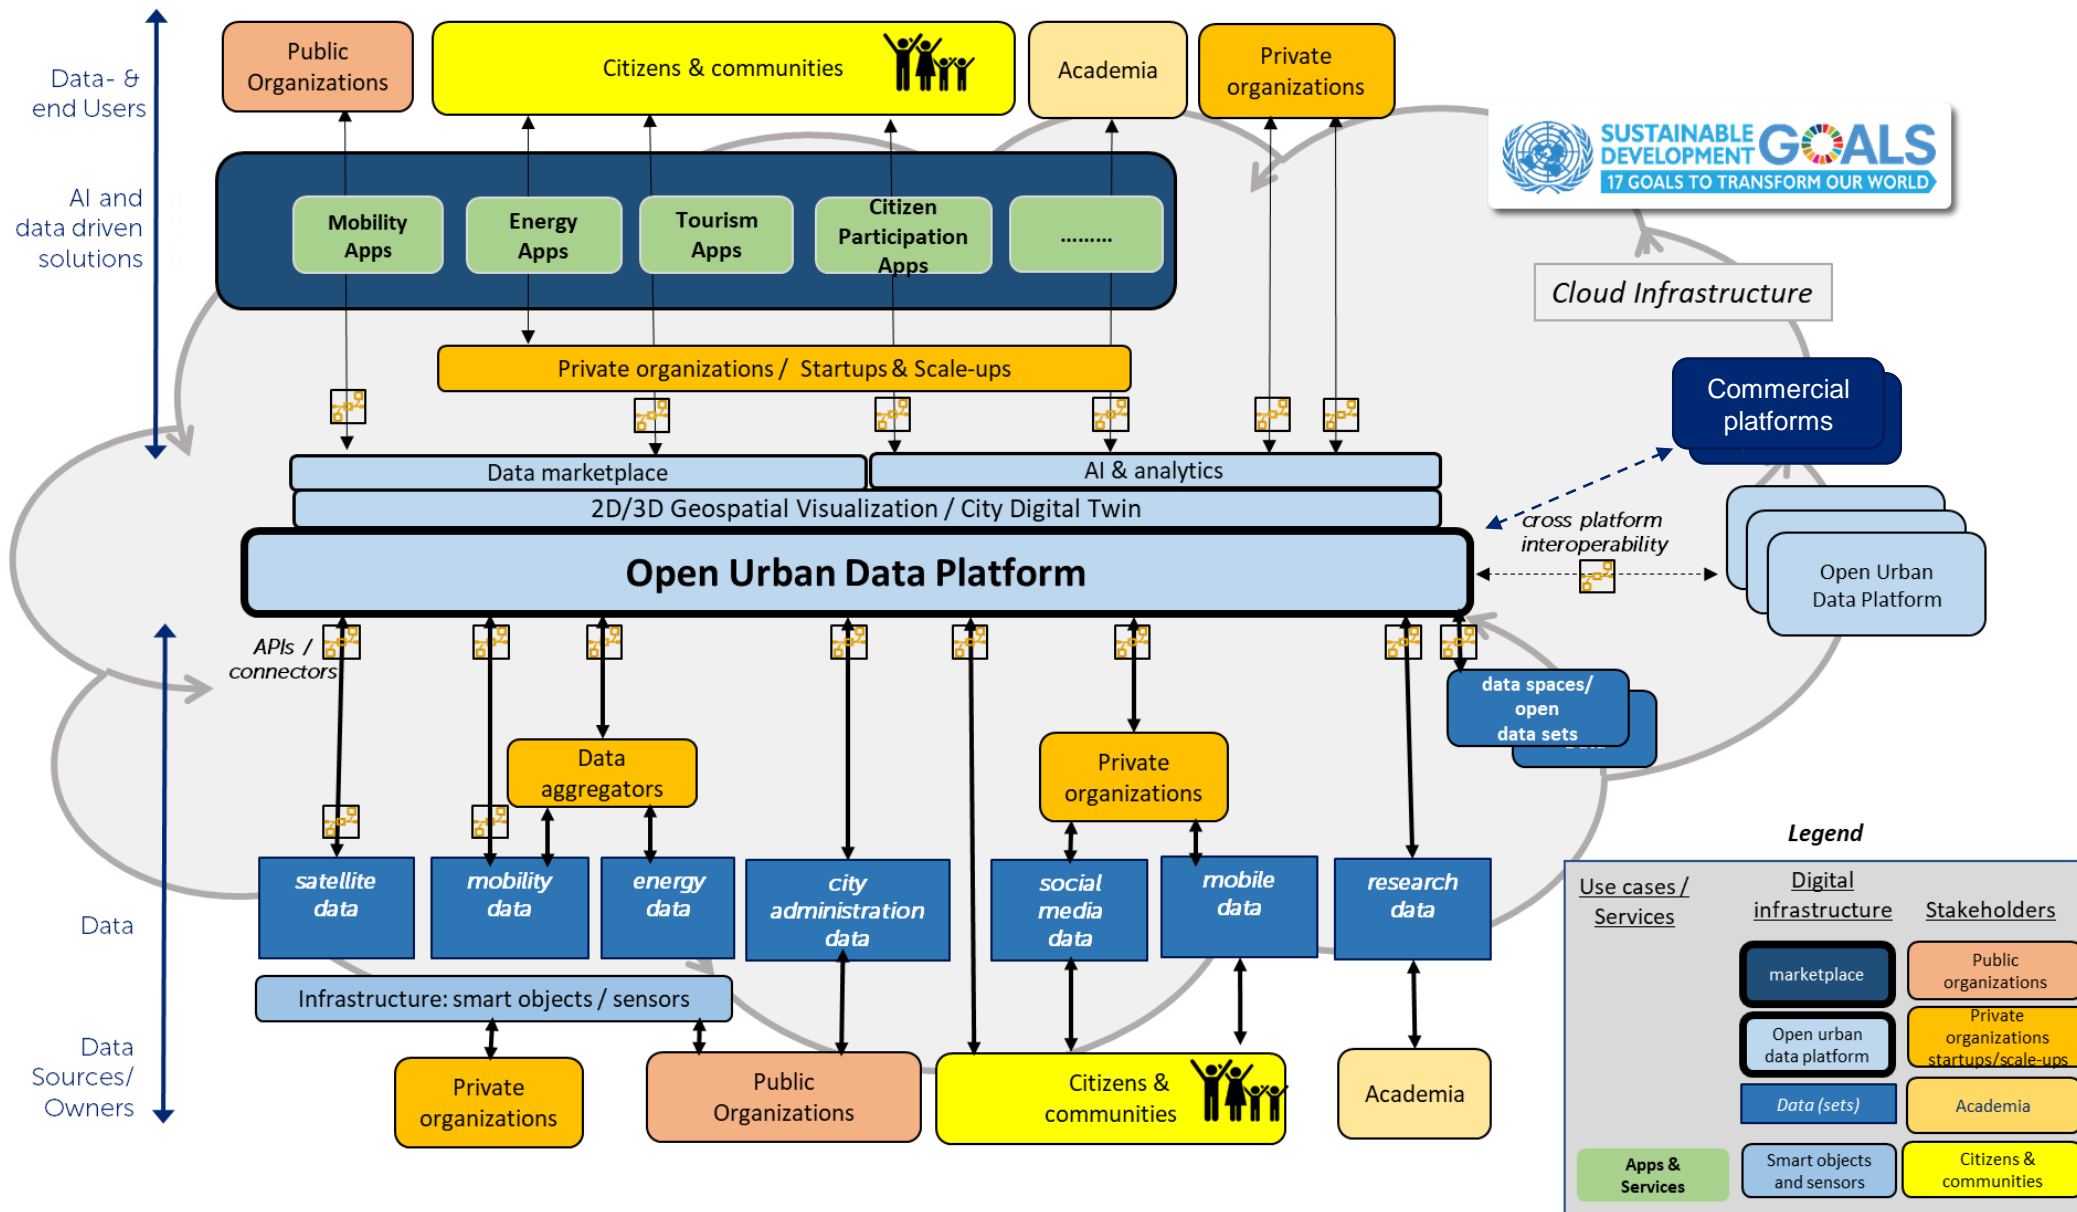 Data- &
end Users
AI and
data driven
solutions
Public
Organizations
Citizens & communities
Academia
Private
organizations
SUSTAINABLE
DEVELOPMENT
GOALS
17 GOALS TO TRANSFORM OUR WORLD
Mobility
Apps
Energy
Apps
Tourism
Apps
Citizen
Participation
Apps
.........
Cloud Infrastructure
Private organizations / Startups & Scale-ups
Commercial
platforms
Data marketplace
AI & analytics
2D/3D Geospatial Visualization / City Digital Twin
Open Urban Data Platform
cross platform
interoperability
Open Urban
Data Platform
APIs /
connectors
data spaces/
open
data sets
Data
aggregators
Private
organizations
satellite
data
mobility
data
energy
data
city
administration
data
social
media
data
mobile
data
research
data
Data
Infrastructure: smart objects / sensors
Data
Sources/
Owners
Private
organizations
Public
Organizations
Citizens &
communities
Academia
Legend
Use cases /
Services
Digital
infrastructure
Stakeholders
marketplace
Public
organizations
Open urban
data platform
Private
organizations
startups/scale-ups
Data (sets)
Academia
Apps &
Services
Smart objects
and sensors
Citizens &
communities